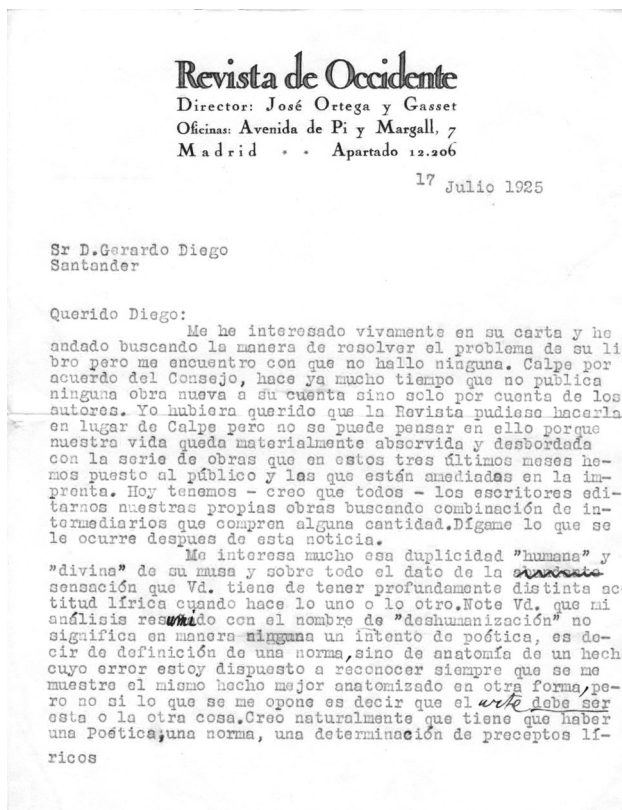 Revista de Occidente
Director: José Ortega y Gasset
Oficinas: Avenida de Pi y Margall, 7
Madrid · · Apartado 12.206
17 Julio 1925
Sr D.Gerardo Diego
Santander
Querido Diego:
Me he interesado vivamente en su carta y he
andado buscando la manera de resolver el problema de su li
bro pero me encuentro con que no hallo ninguna. Calpe por
acuerdo del Consejo, hace ya mucho tiempo que no publica
ninguna obra nueva a su cuenta sino solo por cuenta de los
autores. Yo hubiera querido que la Revista pudiese hacerla
en lugar de Calpe pero no se puede pensar en ello porque
nuestra vida queda materialmente absorvida y desbordada
con la serie de obras que en estos tres últimos meses he-
mos puesto al público y las que están amediadas en la im-
prenta. Hoy tenemos - creo que todos - los escritores edi-
tarnos nuestras propias obras buscando combinación de in-
termediarios que compren alguna cantidad.Dígame lo que se
le ocurre despues de esta noticia.
Me interesa mucho esa duplicidad "humana" y
"divina" de su musa y sobre todo el dato de la
sensación que Vd. tiene de tener profundamente distinta ac
titud lírica cuando hace lo uno o lo otro.Note Vd. que mi
análisis resumido con el nombre de "deshumanización" no
significa en manera ninguna un intento de poética, es de-
cir de definición de una norma,sino de anatomía de un hech
cuyo error estoy dispuesto a reconocer siempre que se me
muestre el mismo hecho mejor anatomizado en otra forma,pe-
ro no si lo que se me opone es decir que el arte debe ser
esta o la otra cosa.Creo naturalmente que tiene que haber
una Poética;una norma, una determinación de preceptos lí-
ricos